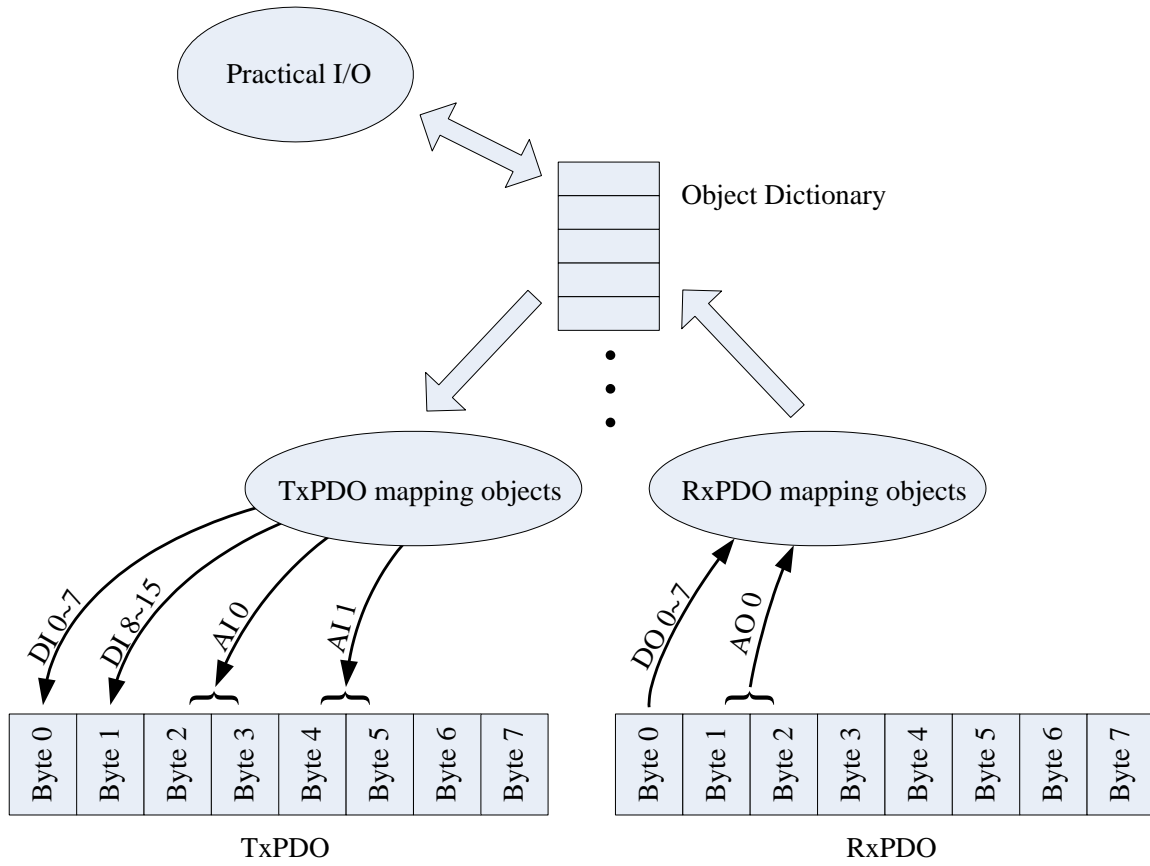 Practical I/O
Object Dictionary
TxPDO mapping objects
RxPDO mapping objects
DI 0~7
DI 8~15
AI 0
AI 1
DO 0~7
AO 0
Byte 0
Byte 1
Byte 2
Byte 3
Byte 4
Byte 5
Byte 6
Byte 7
Byte 0
Byte 1
Byte 2
Byte 3
Byte 4
Byte 5
Byte 6
Byte 7
TxPDO
RxPDO